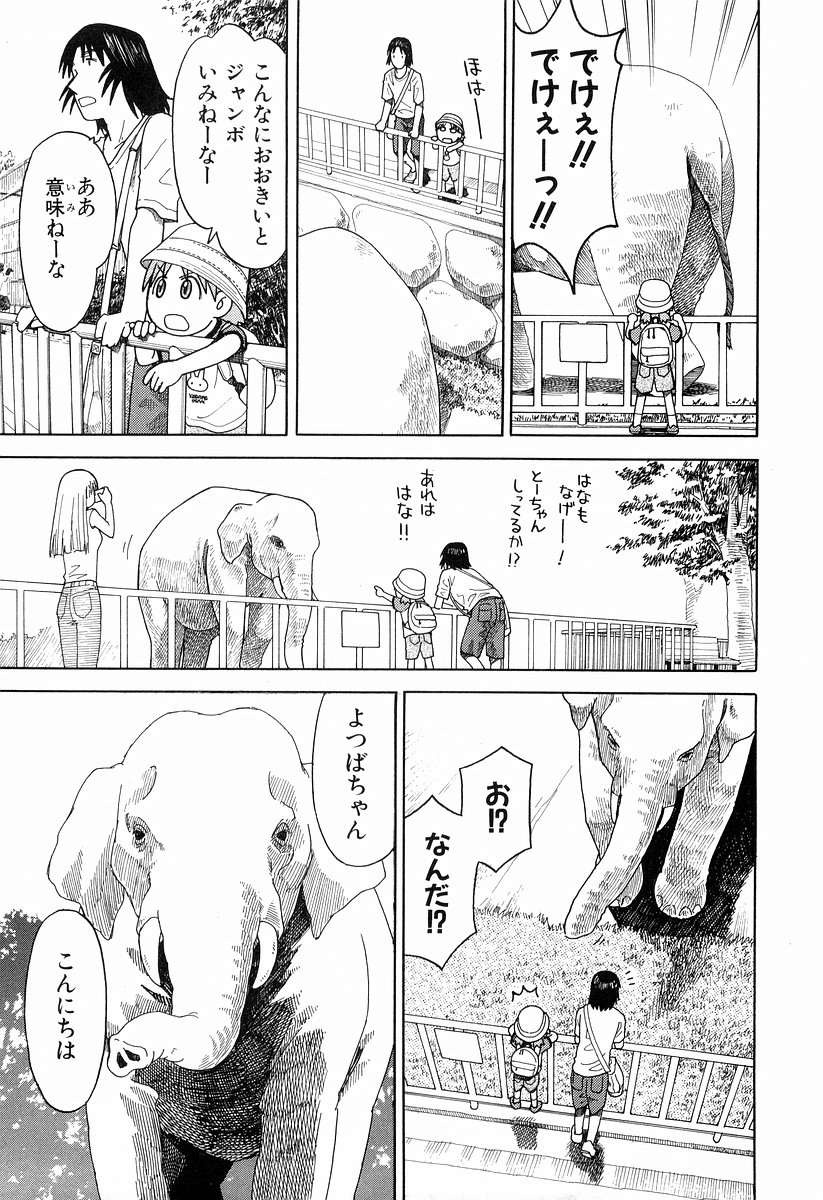 でけぇ!!
でけぇーっ!!
ほはー
こんなにおおきいと
ジャンボ
いみねーなー
ああ
意味ねーな
いみ
はなも
なげー!
とーちゃん
しってるか!?
あれは
はな!!
お!?
なんだ!?
よつばちゃん
こんにちは